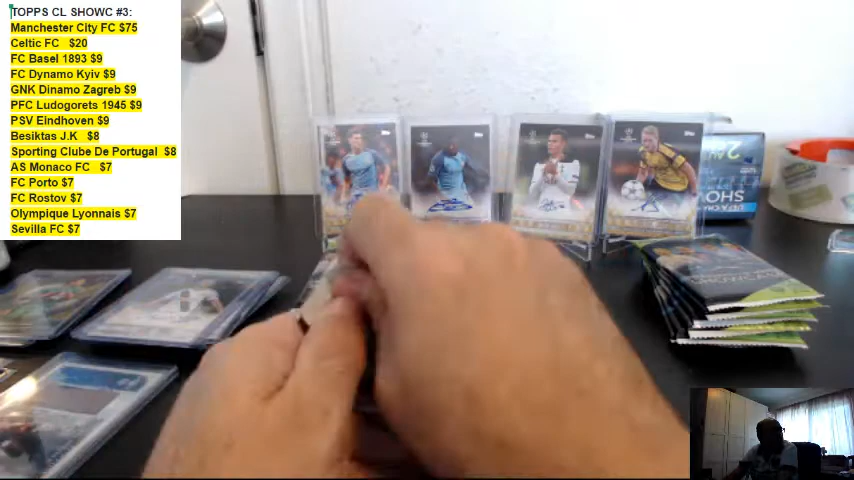 TOPPS CL SHOWC #3:
Manchester City FC $75
Celtic FC $20
FC Basel 1893 $9
FC Dynamo Kyiv $9
GNK Dinamo Zagreb $9
PFC Ludogorets 1945 $9
PSV Eindhoven $9
Besiktas J.K $8
Sporting Clube De Portugal $8
AS Monaco FC $7
FC Porto $7
FC Rostov $7
Olympique Lyonnais $7
Sevilla FC $7